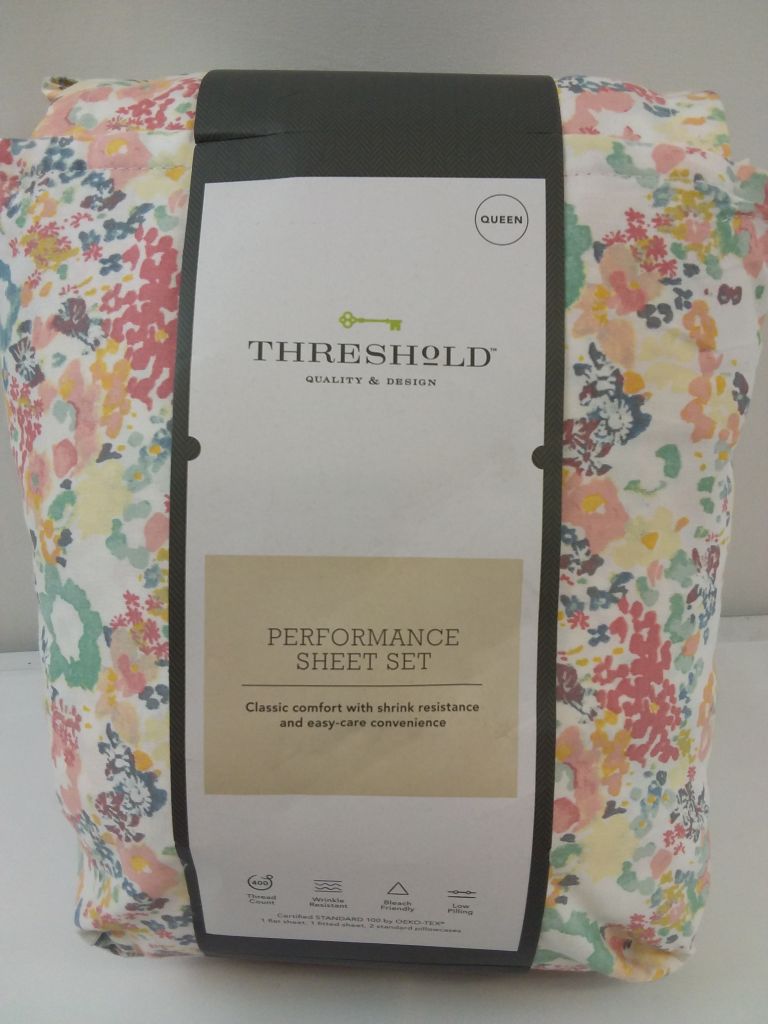 QUEEN
THRESHOLD™
QUALITY & DESIGN
PERFORMANCE
SHEET SET
Classic comfort with shrink resistance
and easy-care convenience
400
Thread
Count
Wrinkle
Resistant
Bleach
Friendly
Low
Pilling
Certified STANDARD 100 by OEKO-TEX®
1 flat sheet, 1 fitted sheet, 2 standard pillowcases